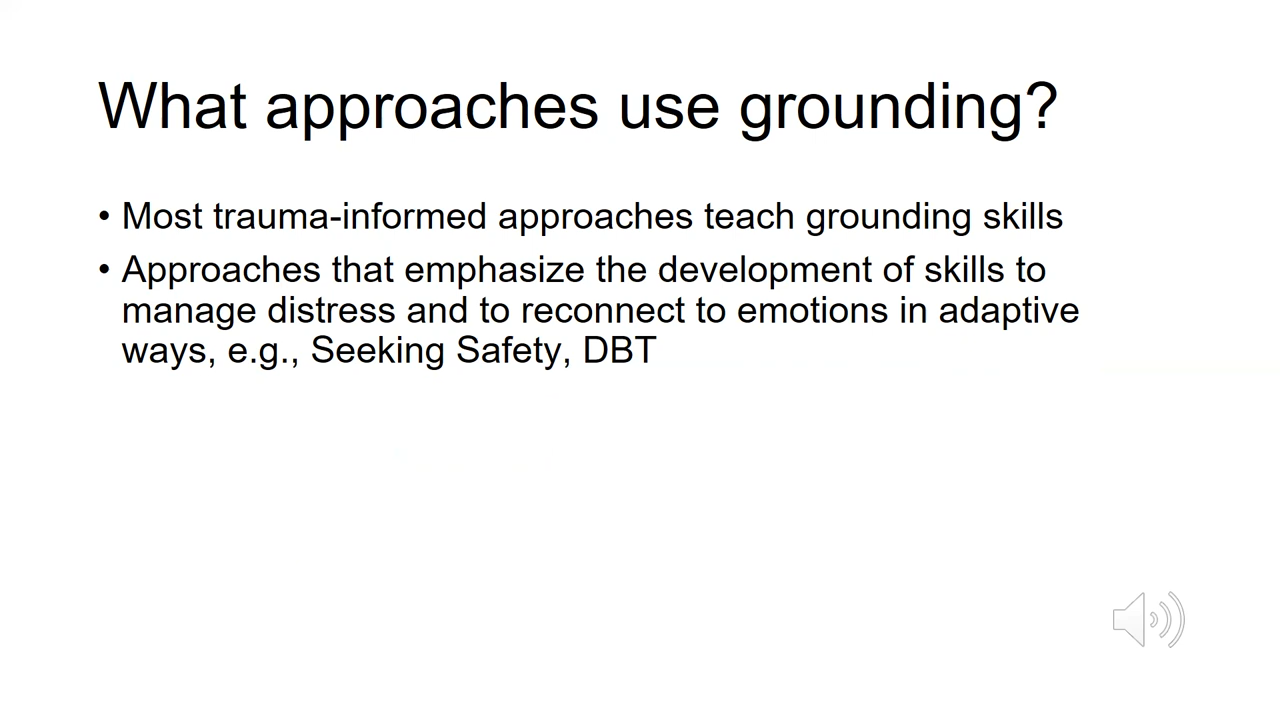 What approaches use grounding?
• Most trauma-informed approaches teach grounding skills
• Approaches that emphasize the development of skills to
manage distress and to reconnect to emotions in adaptive
ways, e.g., Seeking Safety, DBT